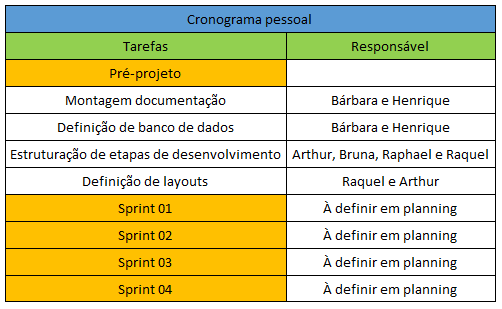 Cronograma pessoal
Tarefas Responsável
Pré-projeto
Montagem documentação Bárbara e Henrique
Definição de banco de dados Bárbara e Henrique
Estruturação de etapas de desenvolvimento Arthur, Bruna, Raphael e Raquel
Definição de layouts Raquel e Arthur
Sprint 01 À definir em planning
Sprint 02 À definir em planning
Sprint 03 À definir em planning
Sprint 04 À definir em planning